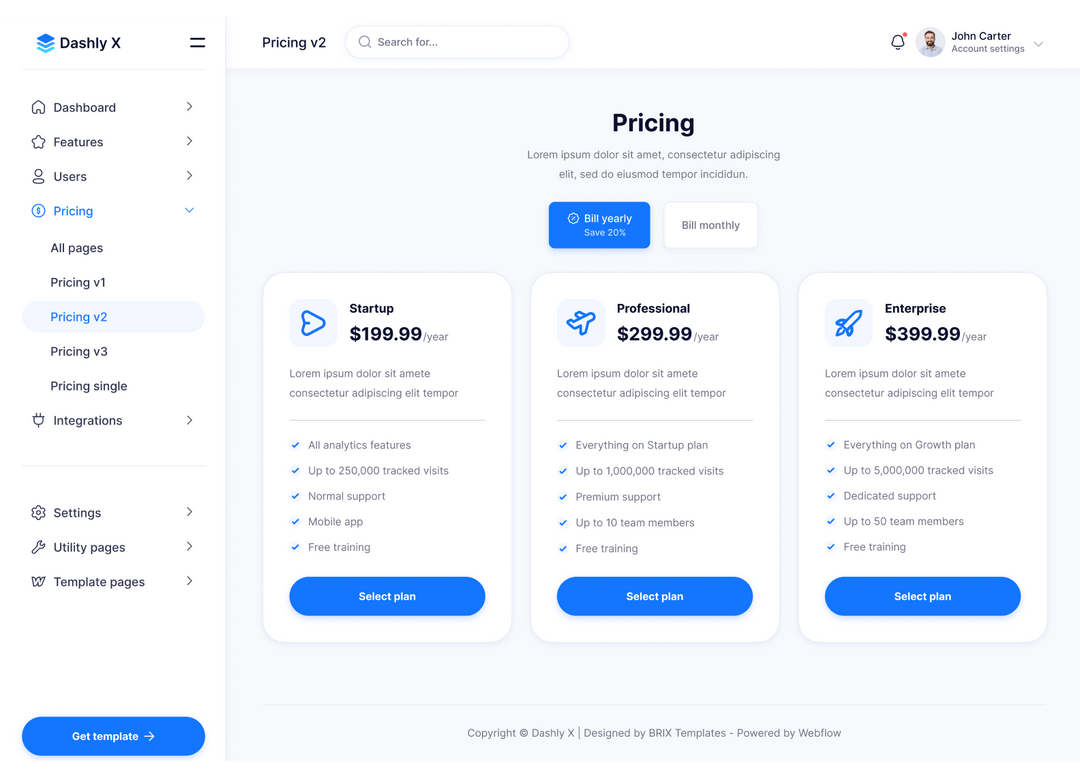 Dashly X
Dashboard
Features
Users
Pricing
All pages
Pricing v1
Pricing v2
Pricing v3
Pricing single
Integrations
Settings
Utility pages
Template pages
Get template
Pricing v2
Search for...
John Carter
Account settings
Pricing
Lorem ipsum dolor sit amet, consectetur adipiscing
elit, sed do eiusmod tempor incididun.
Bill yearly
Save 20%
Bill monthly
Startup
$199.99/year
Lorem ipsum dolor sit amete
consectetur adipiscing elit tempor
All analytics features
Up to 250,000 tracked visits
Normal support
Mobile app
Free training
Select plan
Professional
$299.99/year
Lorem ipsum dolor sit amete
consectetur adipiscing elit tempor
Everything on Startup plan
Up to 1,000,000 tracked visits
Premium support
Up to 10 team members
Free training
Select plan
Enterprise
$399.99/year
Lorem ipsum dolor sit amete
consectetur adipiscing elit tempor
Everything on Growth plan
Up to 5,000,000 tracked visits
Dedicated support
Up to 50 team members
Free training
Select plan
Copyright © Dashly X | Designed by BRIX Templates - Powered by Webflow